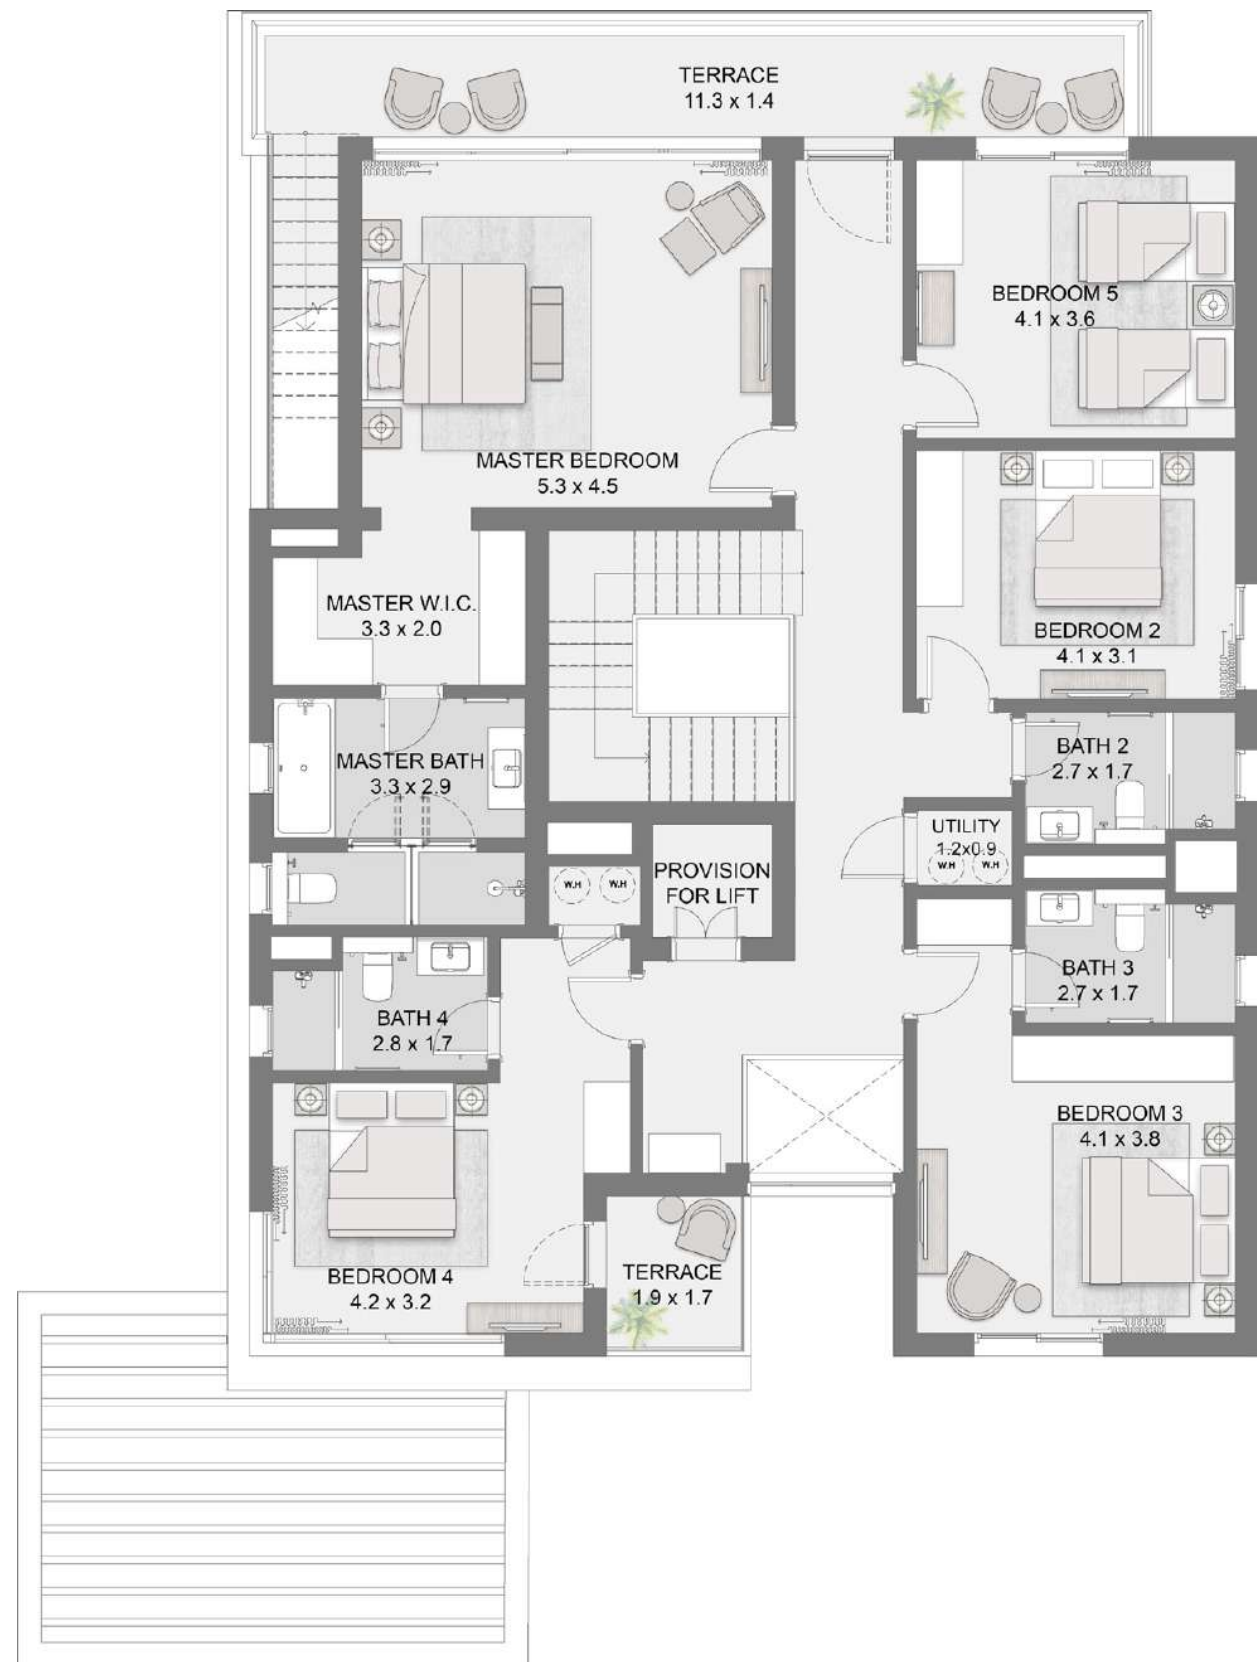 TERRACE
11.3 x 1.4
BEDROOM 5
4.1 x 3.6
MASTER BEDROOM
5.3 x 4.5
MASTER W.I.C.
3.3 x 2.0
BEDROOM 2
4.1 x 3.1
MASTER BATH
3.3 x 2.9
BATH 2
2.7 x 1.7
UTILITY
1.2x0.9
W.H W.H
PROVISION
FOR LIFT
W.H W.H
BATH 3
2.7 x 1.7
BATH 4
2.8 x 1.7
BEDROOM 3
4.1 x 3.8
BEDROOM 4
4.2 x 3.2
TERRACE
1.9 x 1.7